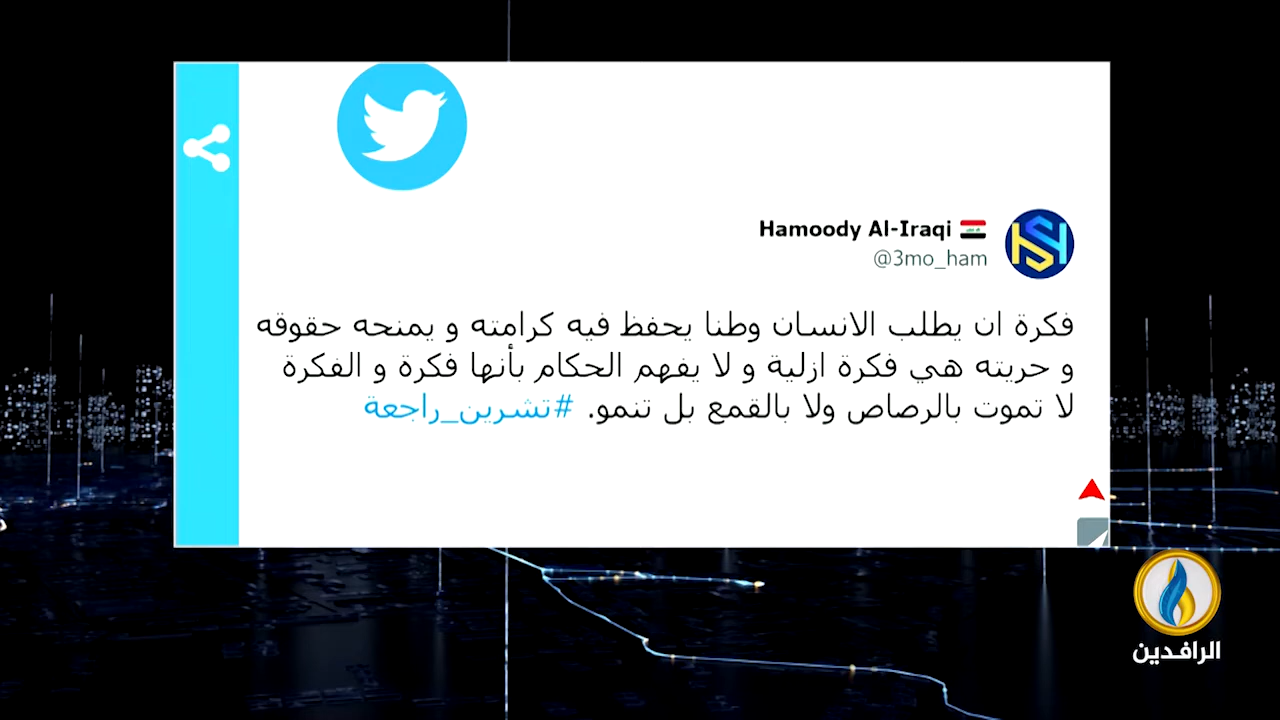 Hamoody Al-Iraqi
@3mo_ham
فكرة ان يطلب الانسان وطنا يحفظ فيه كرامته و يمنحه حقوقه
و حريته هي فكرة ازلية و لا يفهم الحكام بأنها فكرة و الفكرة
لا تموت بالرصاص ولا بالقمع بل تنمو. #تشرين_راجعة
الرافدين